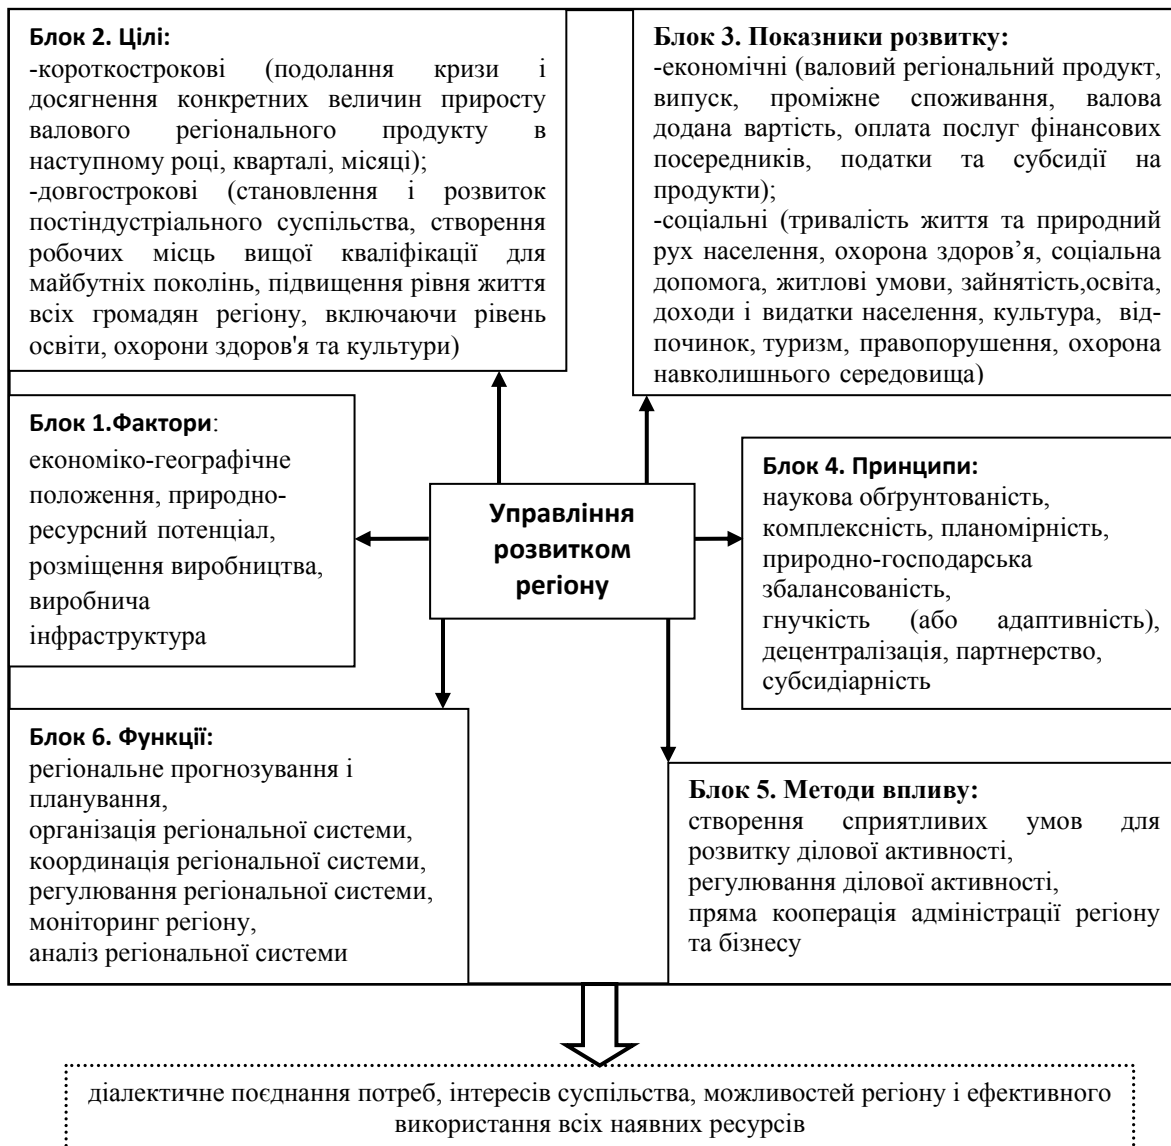 Блок 2. Цілі:
-короткострокові (подолання кризи і
досягнення конкретних величин приросту
валового регіонального продукту в
наступному році, кварталі, місяці);
-довгострокові (становлення і розвиток
постіндустріального суспільства, створення
робочих місць вищої кваліфікації для
майбутніх поколінь, підвищення рівня життя
всіх громадян регіону, включаючи рівень
освіти, охорони здоров'я та культури)
Блок 3. Показники розвитку:
-економічні (валовий регіональний продукт,
випуск, проміжне споживання, валова
додана вартість, оплата послуг фінансових
посередників, податки та субсидії на
продукти);
-соціальні (тривалість життя та природний
рух населення, охорона здоров’я, соціальна
допомога, житлові умови, зайнятість,освіта,
доходи і видатки населення, культура, від-
починок, туризм, правопорушення, охорона
навколишнього середовища)
Блок 1.Фактори:
економіко-географічне
положення, природно-
ресурсний потенціал,
розміщення виробництва,
виробнича
інфраструктура
Управління
розвитком
регіону
Блок 4. Принципи:
наукова обґрунтованість,
комплексність, планомірність,
природно-господарська
збалансованість,
гнучкість (або адаптивність),
децентралізація, партнерство,
субсидіарність
Блок 6. Функції:
регіональне прогнозування і
планування,
організація регіональної системи,
координація регіональної системи,
регулювання регіональної системи,
моніторинг регіону,
аналіз регіональної системи
Блок 5. Методи впливу:
створення сприятливих умов для
розвитку ділової активності,
регулювання ділової активності,
пряма кооперація адміністрації регіону
та бізнесу
діалектичне поєднання потреб, інтересів суспільства, можливостей регіону і ефективного
використання всіх наявних ресурсів